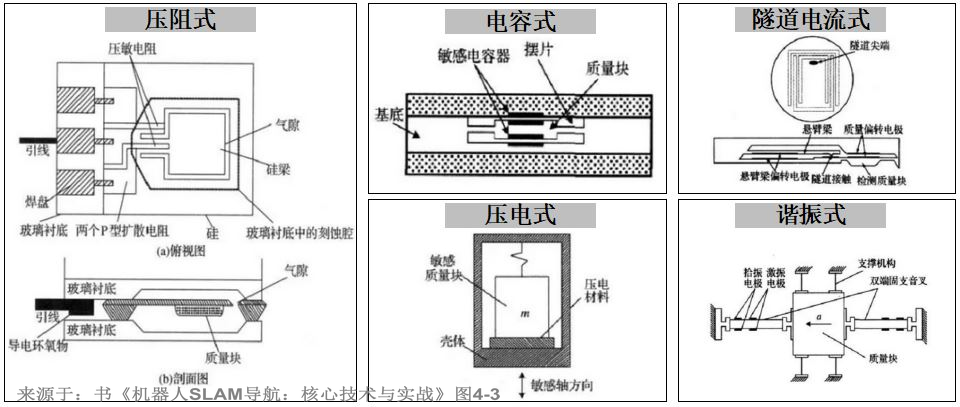 压阻式
压敏电阻
气隙
引线
硅梁
焊盘
玻璃衬底
两个P型扩散电阻
硅
玻璃衬底中的刻蚀腔
(a)俯视图
气隙
玻璃衬底
引线
玻璃衬底
导电环氧物
质量块
(b)剖面图
电容式
敏感电容器
摆片
质量块
基底
隧道电流式
隧道尖端
悬臂梁
质量偏转电极
悬臂梁偏转电极
隧道接触
检测质量块
压电式
敏感
质量块
压电
材料
m
壳体
敏感轴方向
谐振式
支撑机构
拾振
电极
激振
电极
双端固支音叉
a
质量块
来源于：书《机器人SLAM导航：核心技术与实战》图4-3